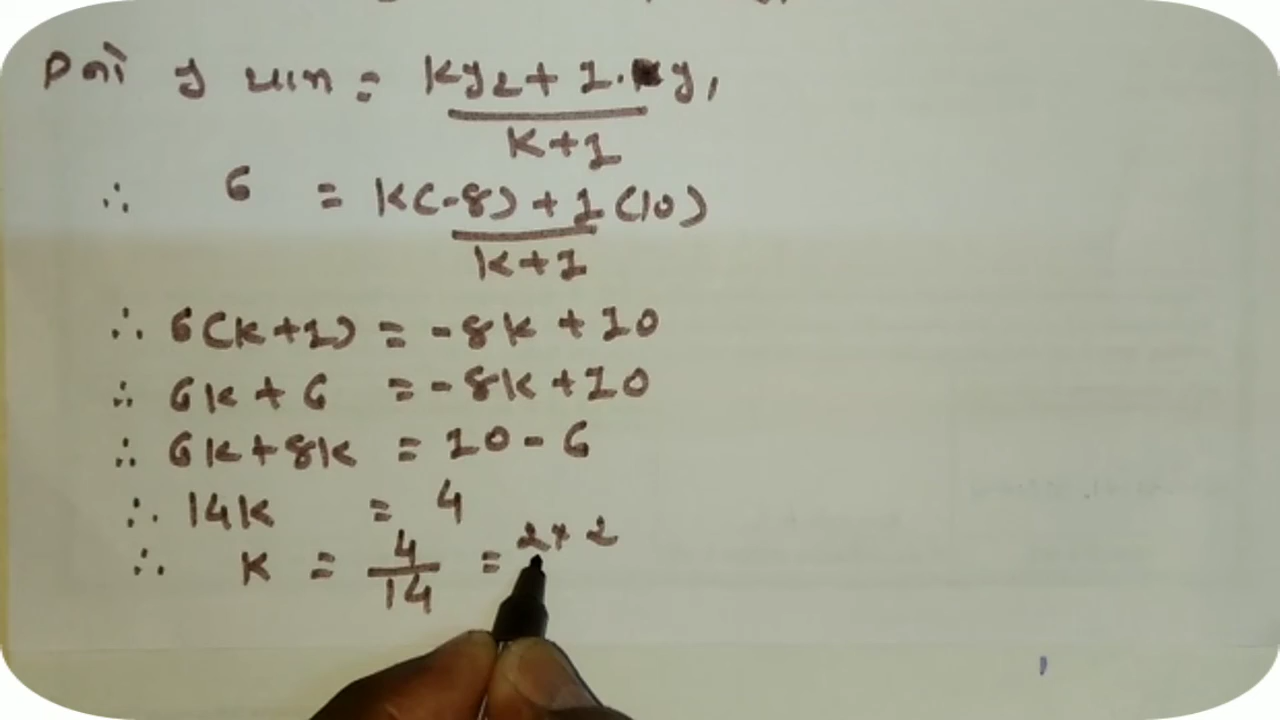 Pનો y યામ = ky₂ + 1.y₁ / k+1
∴ 6 = k(-8) + 1(10) / k+1
∴ 6(k+1) = -8k + 10
∴ 6k + 6 = -8k + 10
∴ 6k + 8k = 10 - 6
∴ 14k = 4
∴ k = 4/14 = 2 × 2